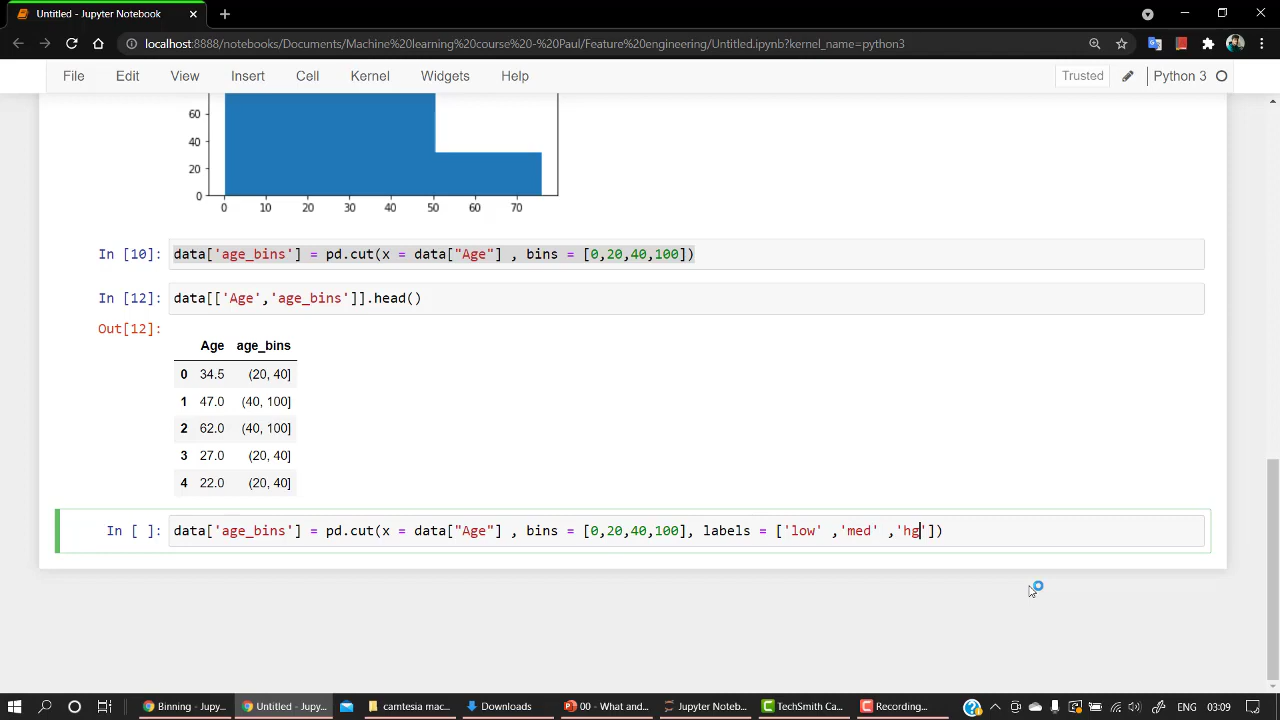 Untitled - Jupyter Notebook
localhost:8888/notebooks/Documents/Machine%20learning%20course%20-%20Paul/Feature%20engineering/Untitled.ipynb?kernel_name=python3
File Edit View Insert Cell Kernel Widgets Help Trusted Python 3
60
40
20
0
0 10 20 30 40 50 60 70
In [10]: data['age_bins'] = pd.cut(x = data["Age"] , bins = [0,20,40,100])
In [12]: data[['Age','age_bins']].head()
Out[12]:
Age age_bins
0 34.5 (20, 40]
1 47.0 (40, 100]
2 62.0 (40, 100]
3 27.0 (20, 40]
4 22.0 (20, 40]
In [ ]: data['age_bins'] = pd.cut(x = data["Age"] , bins = [0,20,40,100], labels = ['low' ,'med' ,'hg'])
Binning - Jupy... Untitled - Jupy... camtesia mac... Downloads 00 - What and... Jupyter Noteb... TechSmith Ca... Recording... ENG 03:09